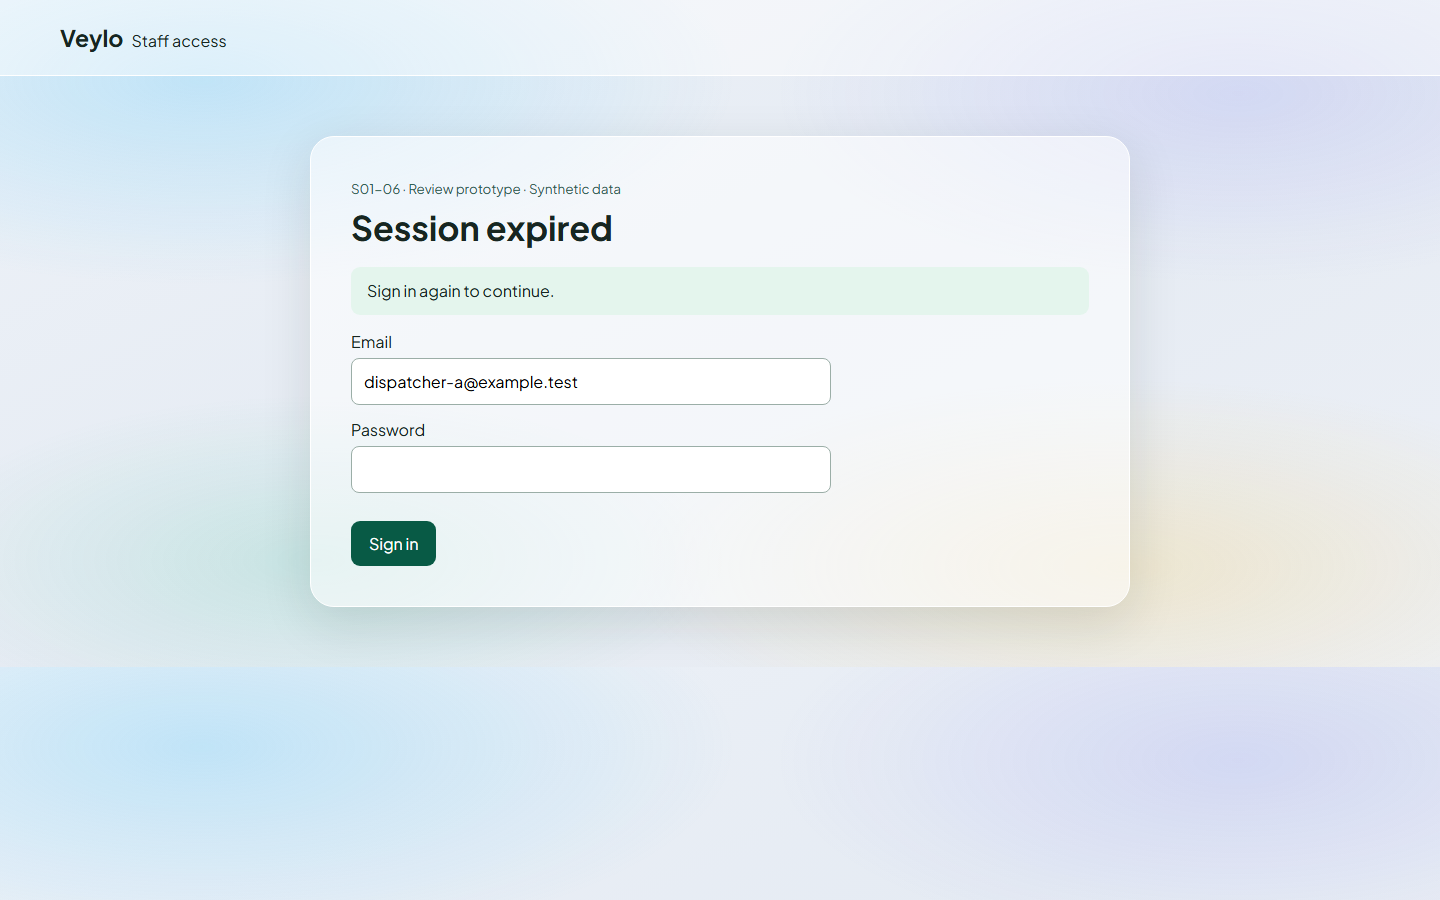 Veylo Staff access
S01–06 · Review prototype · Synthetic data
Session expired
Sign in again to continue.
Email
dispatcher-a@example.test
Password
Sign in